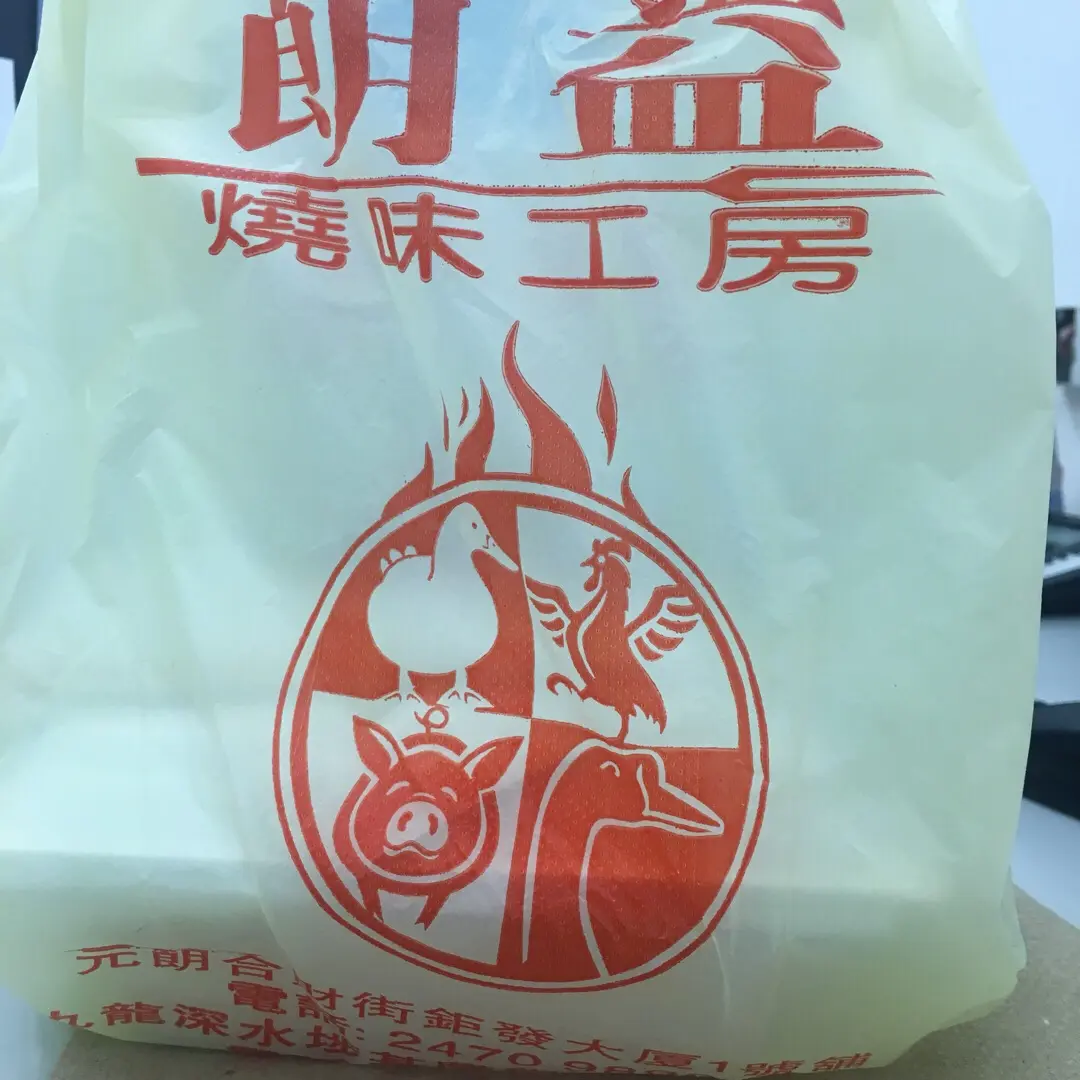 朗益
燒味工房
元朗合財街鉅發大廈1號舖
電話: 2470 988
九龍深水埗